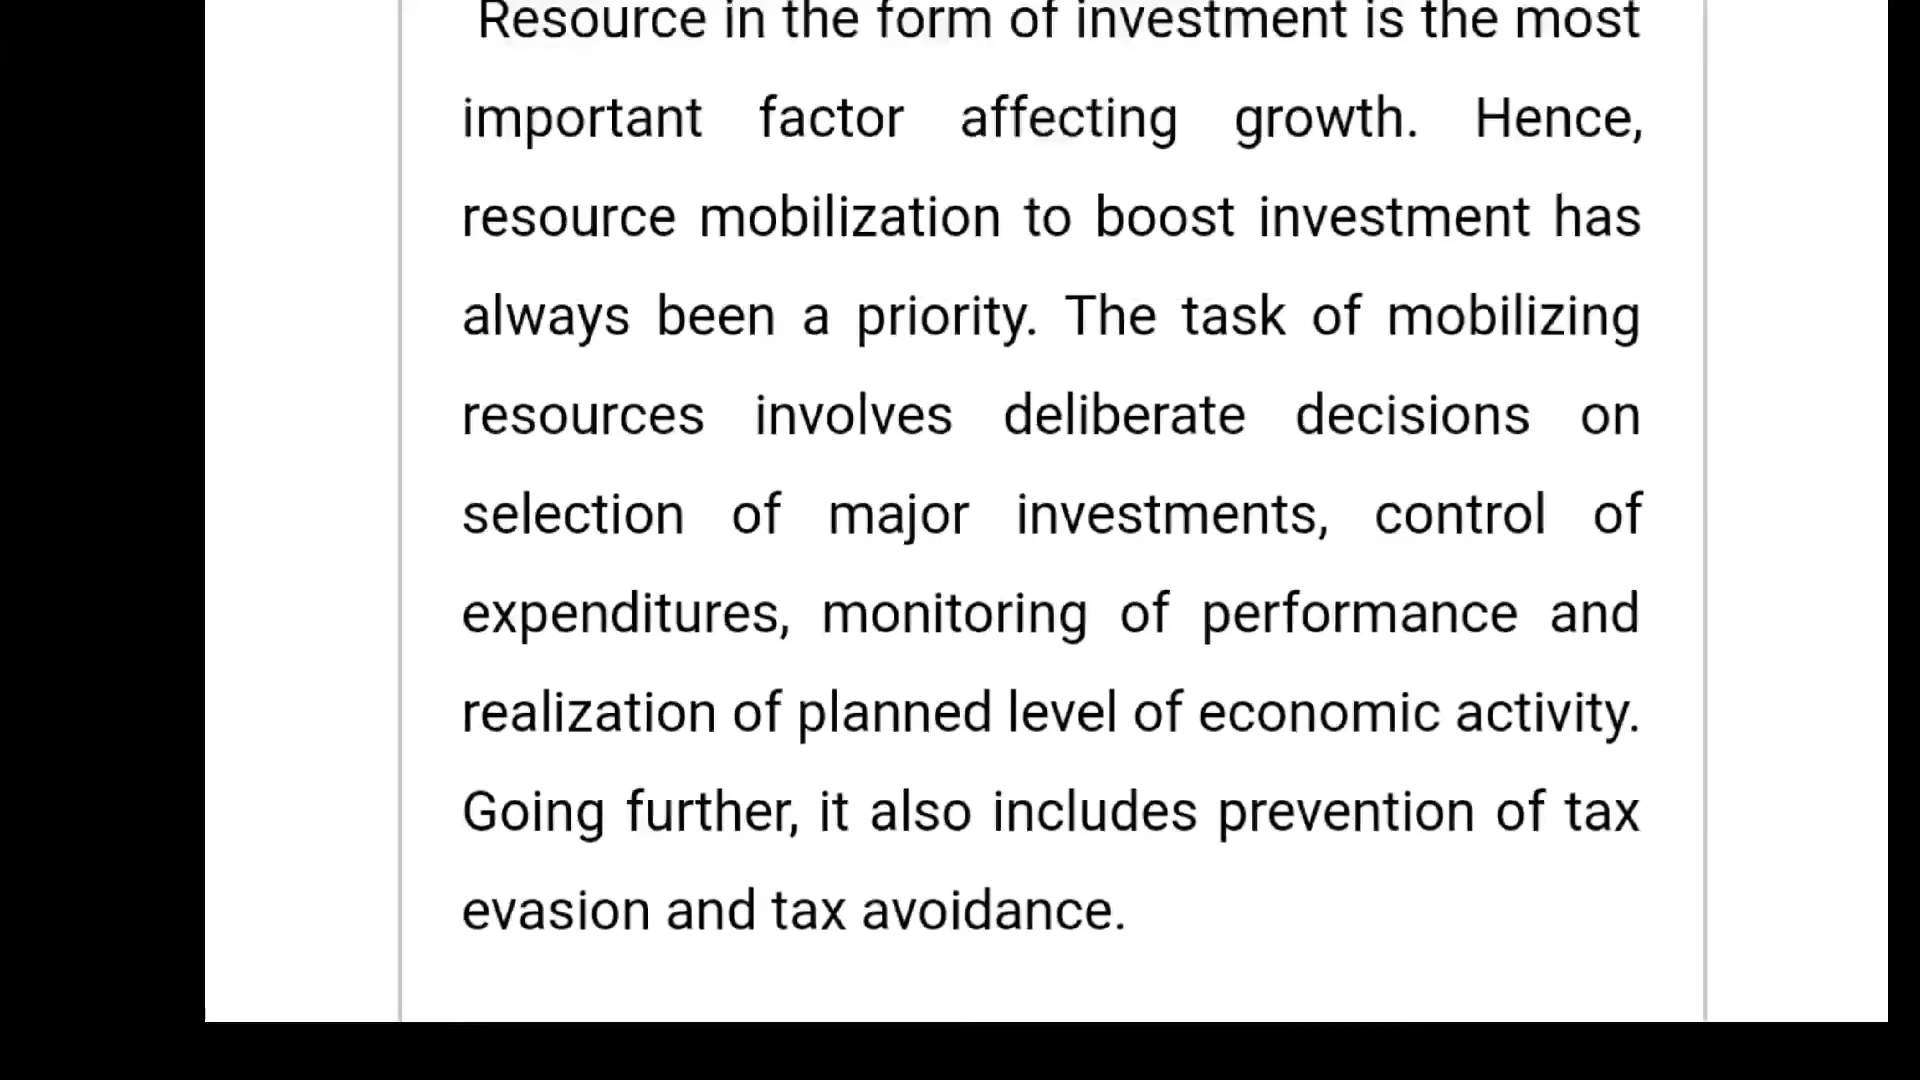 Resource in the form of investment is the most
important factor affecting growth. Hence,
resource mobilization to boost investment has
always been a priority. The task of mobilizing
resources involves deliberate decisions on
selection of major investments, control of
expenditures, monitoring of performance and
realization of planned level of economic activity.
Going further, it also includes prevention of tax
evasion and tax avoidance.